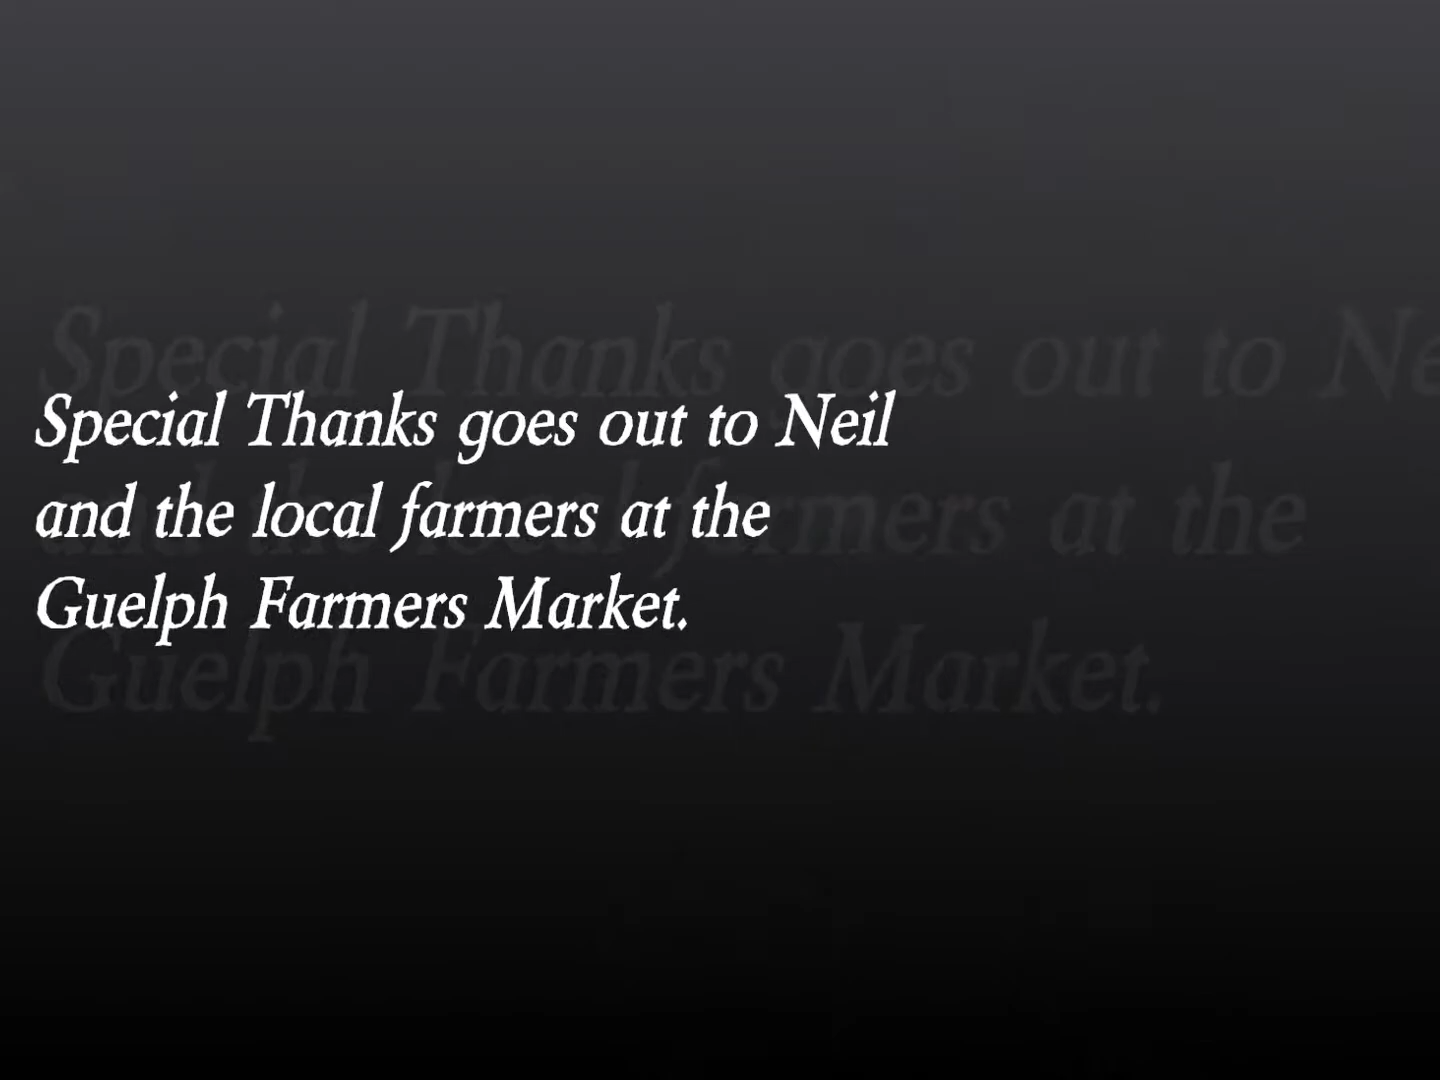 Special Thanks goes out to Neil
and the local farmers at the
Guelph Farmers Market.